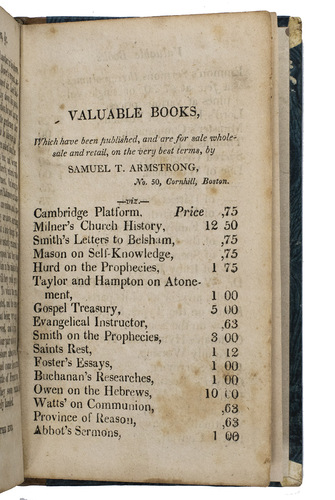 VALUABLE BOOKS,
Which have been published, and are for sale whole-
sale and retail, on the very best terms, by
SAMUEL T. ARMSTRONG,
No. 50, Cornhill, Boston.
—viz.—
Cambridge Platform, Price ,75
Milner's Church History, 12 50
Smith's Letters to Belsham, ,75
Mason on Self-Knowledge, ,75
Hurd on the Prophecies, 1 75
Taylor and Hampton on Atone-
ment, 1 00
Gospel Treasury, 5 00
Evangelical Instructor, ,63
Smith on the Prophecies, 3 00
Saints Rest, 1 12
Foster's Essays, 1 00
Buchanan's Researches, 1 00
Owen on the Hebrews, 10 00
Watts' on Communion, ,63
Province of Reason, ,63
Abbot's Sermons, 1 00